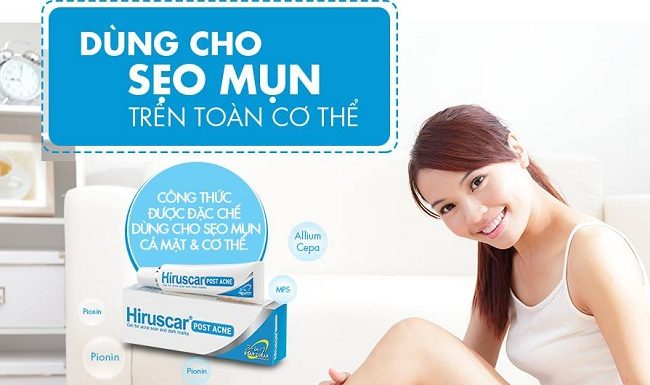 DÙNG CHO
SẸO MỤN
TRÊN TOÀN CƠ THỂ
CÔNG THỨC
ĐƯỢC ĐẶC CHẾ
DÙNG CHO SẸO MỤN
CẢ MẶT & CƠ THỂ.
Allium
Cepa
Hiruscar POST ACNE
MPS
Hiruscar® POST ACNE
Gel for acne scar and dark marks
Pionin
Pionin
Pionin